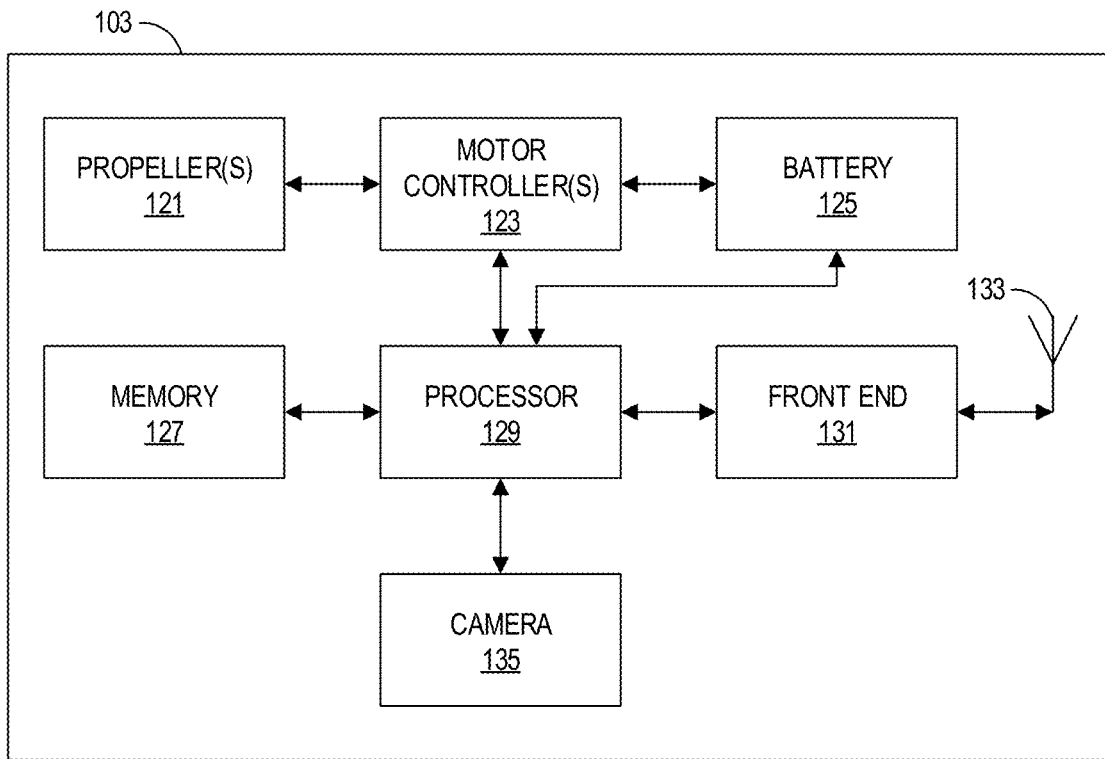 103
PROPELLER(S)
121
MOTOR
CONTROLLER(S)
123
BATTERY
125
133
MEMORY
127
PROCESSOR
129
FRONT END
131
CAMERA
135